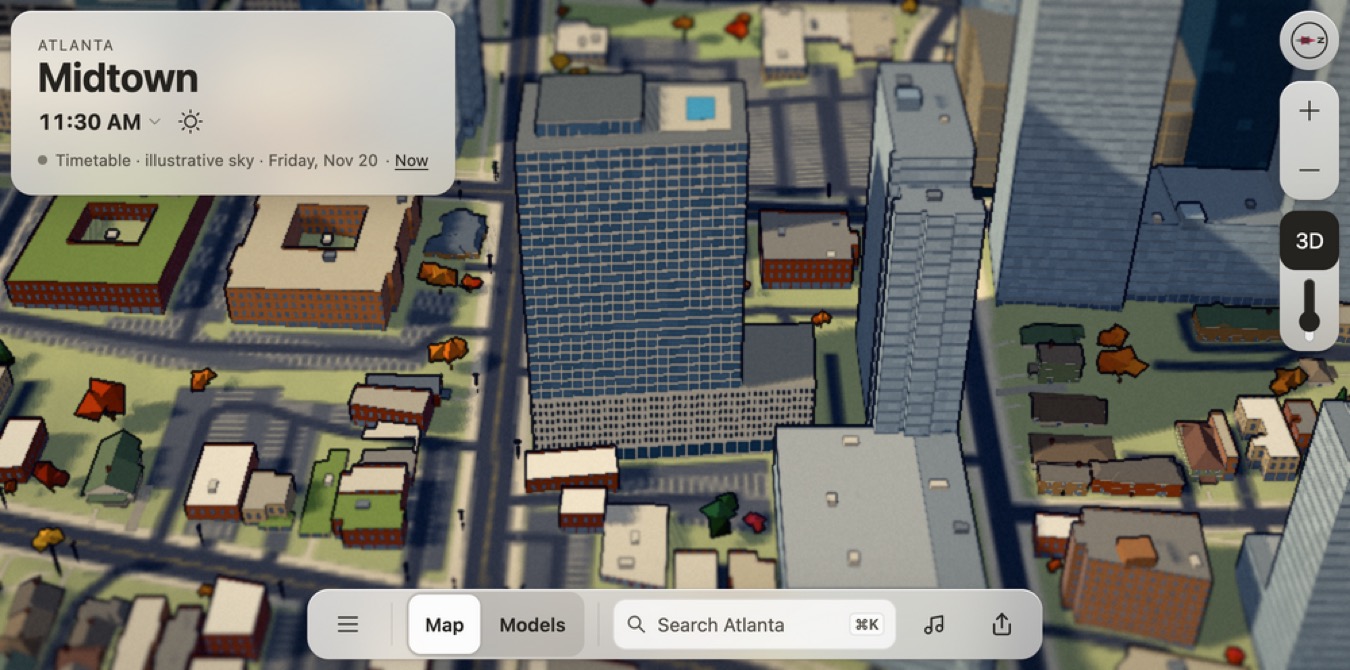 ATLANTA
Midtown
11:30 AM
Timetable · illustrative sky · Friday, Nov 20 · Now
N
+
−
3D
Map
Models
Search Atlanta
⌘K